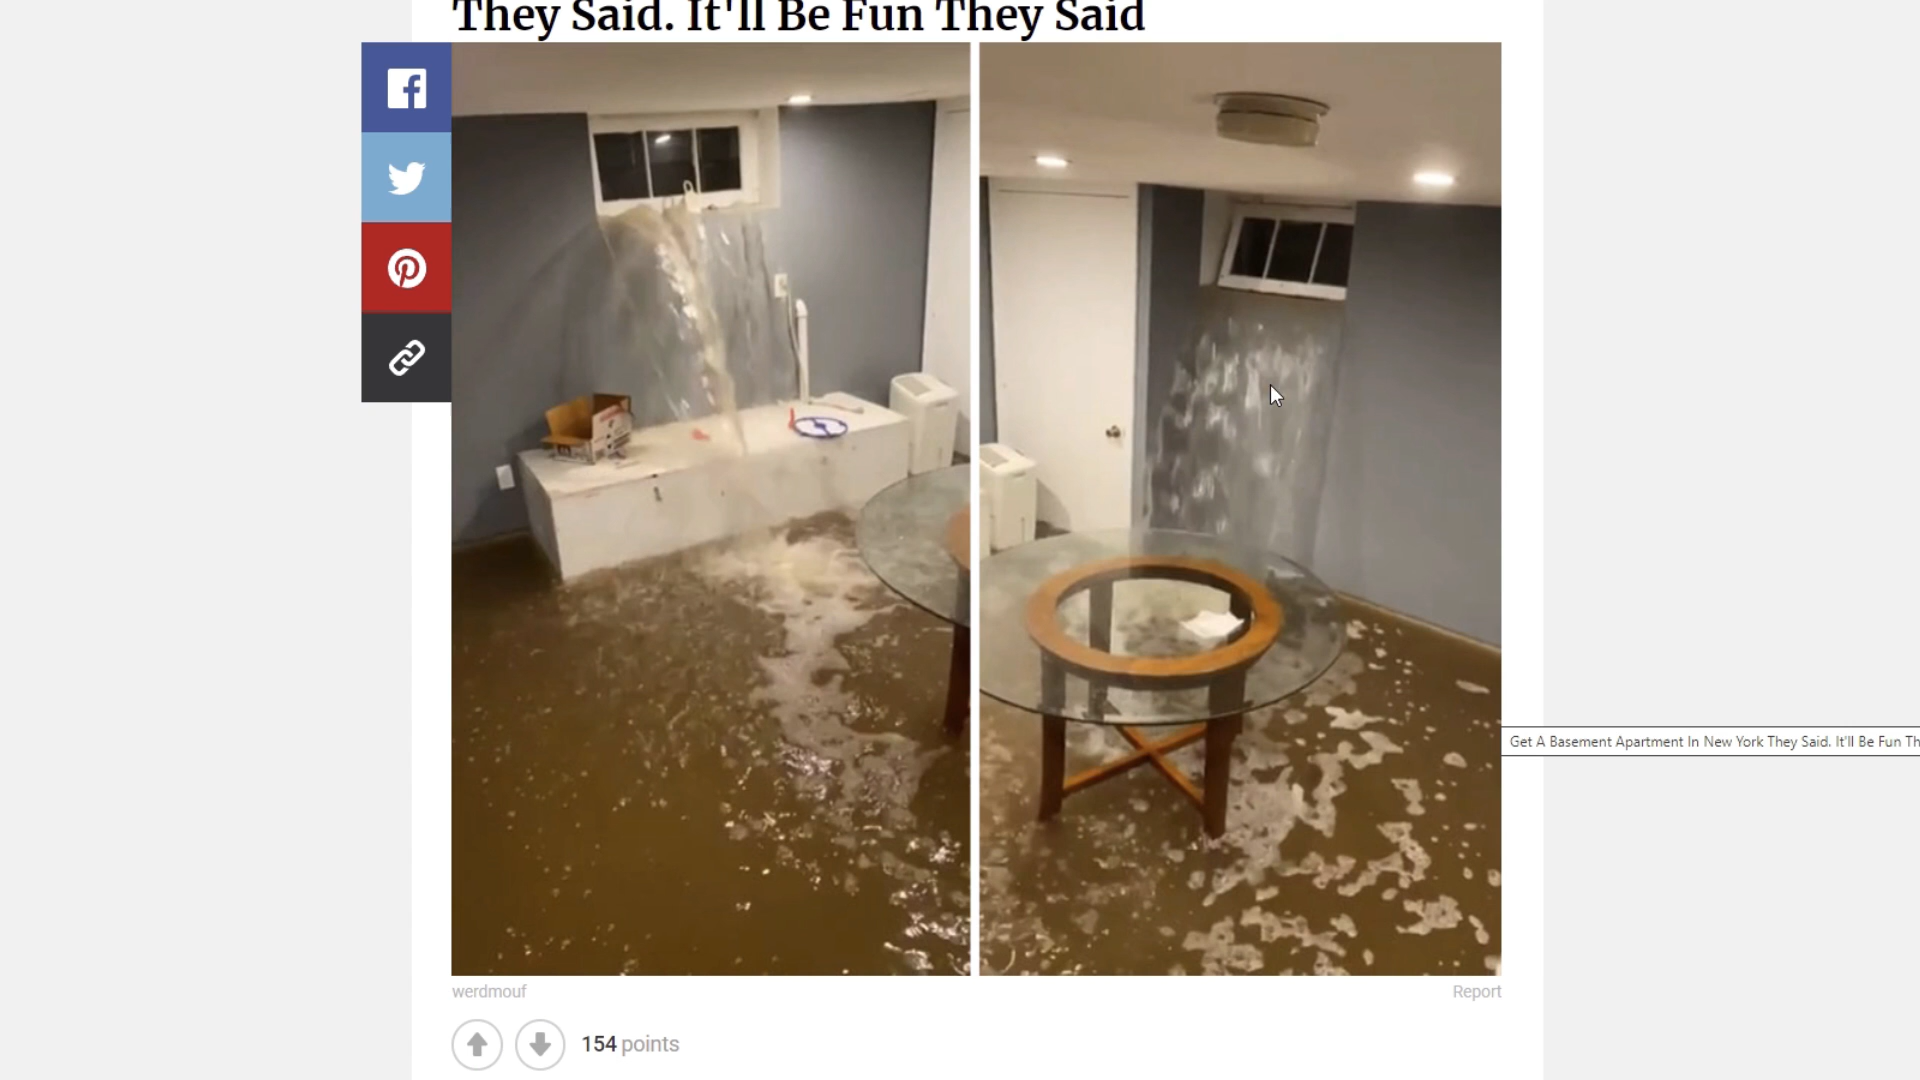 They Said. It'll Be Fun They Said
Get A Basement Apartment In New York They Said. It'll Be Fun Th
werdmouf
Report
154 points